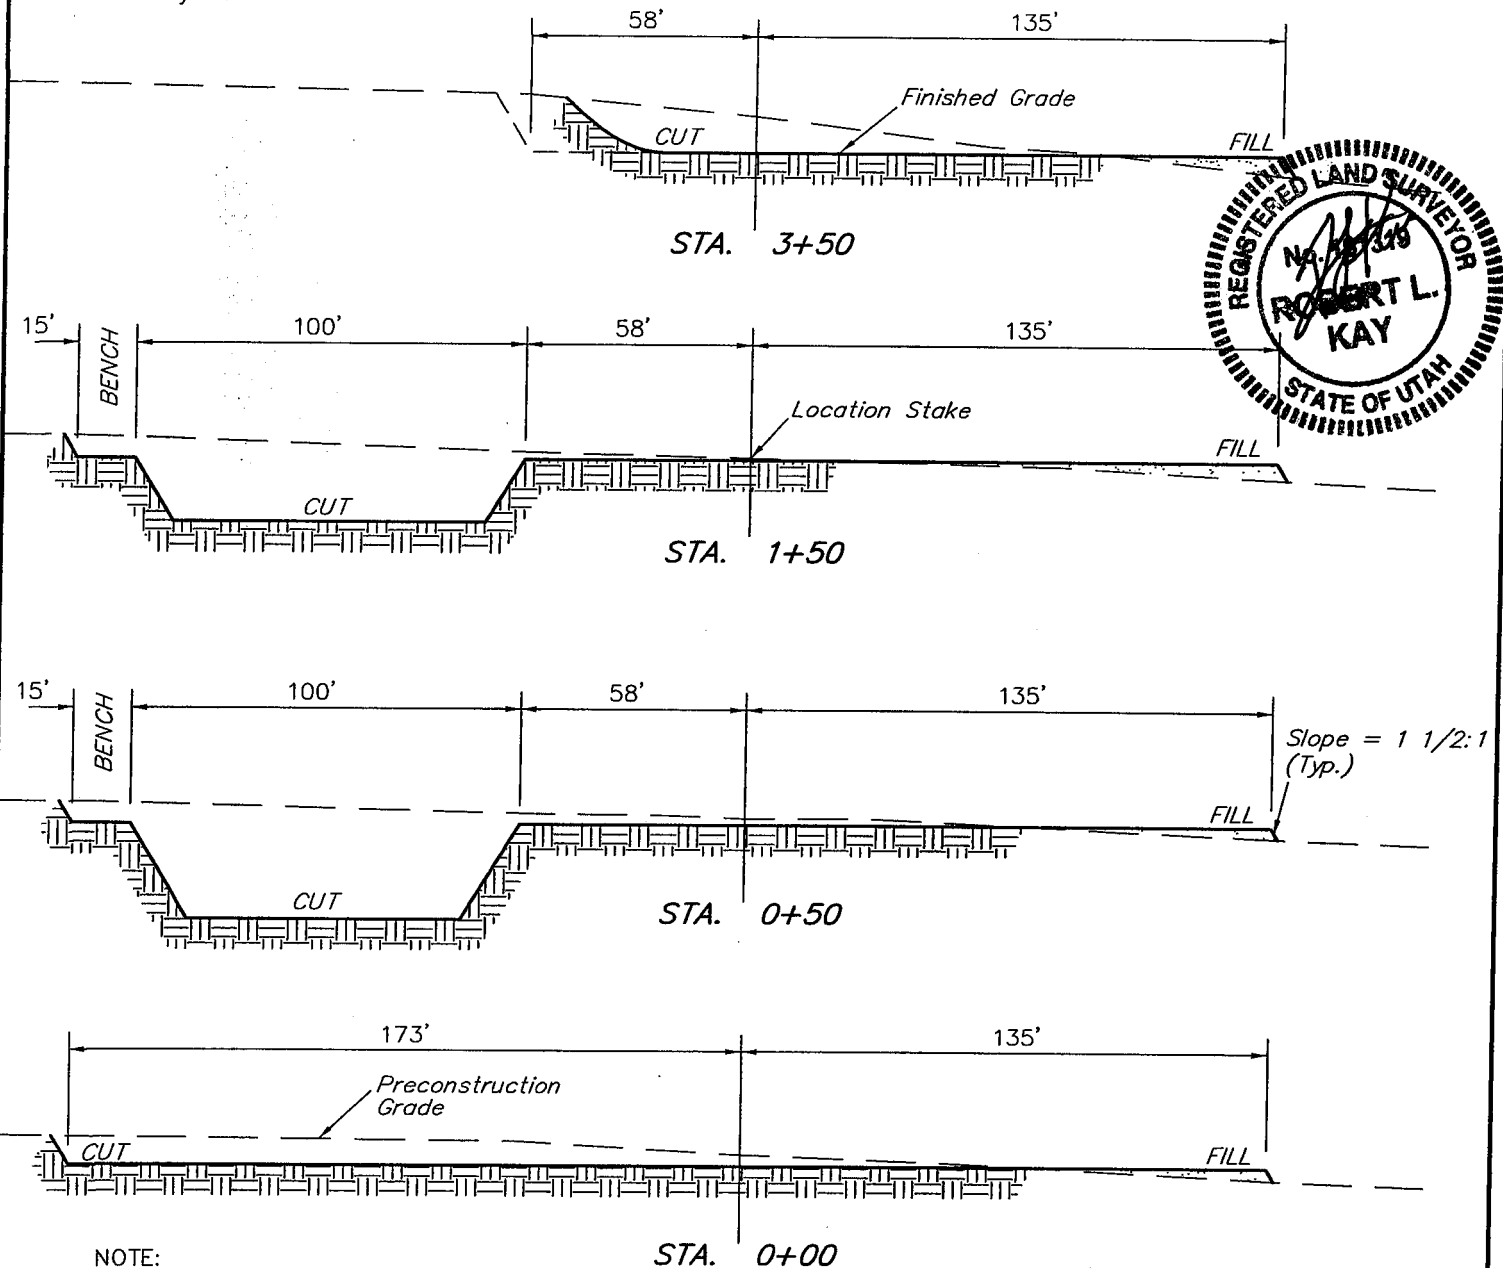 58' 135'
Finished Grade
CUT
FILL
STA. 3+50
REGISTERED LAND SURVEYOR
No.
ROBERT L.
KAY
STATE OF UTAH
15' BENCH 100' 58' 135'
Location Stake
FILL
CUT
STA. 1+50
15' BENCH 100' 58' 135'
Slope = 1 1/2:1
(Typ.)
FILL
CUT
STA. 0+50
173' 135'
Preconstruction
Grade
CUT
FILL
STA. 0+00
NOTE: